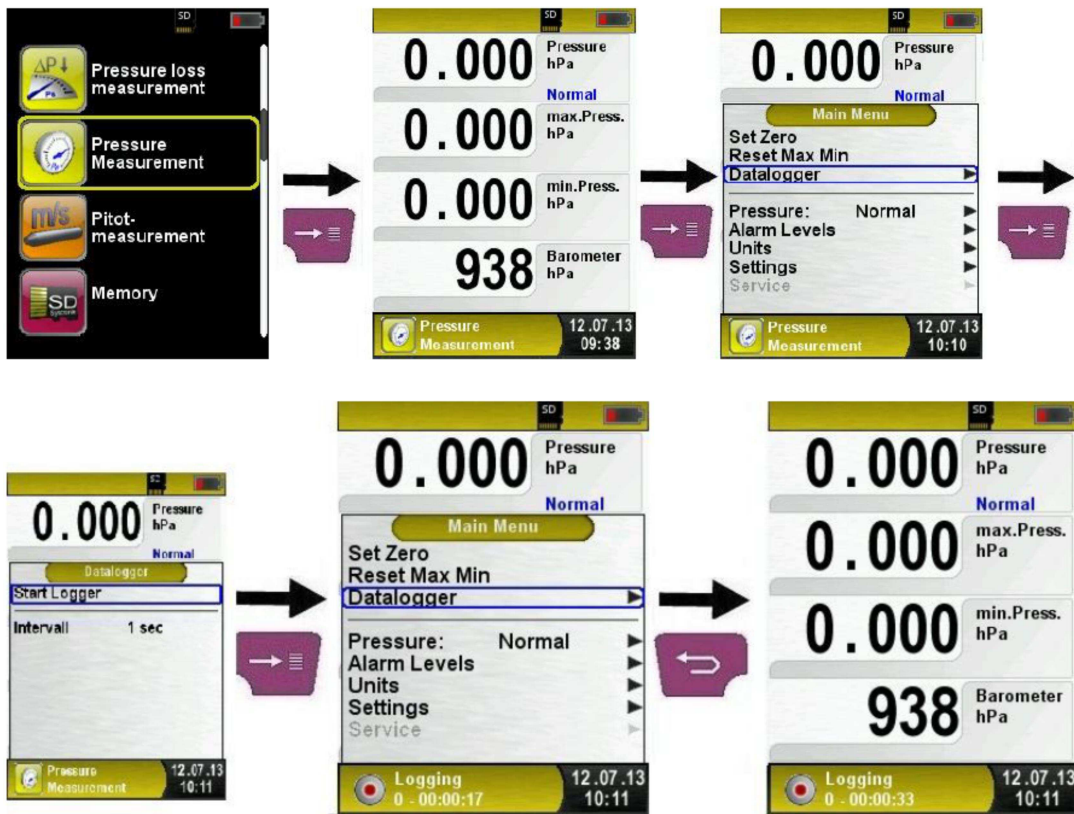 SD
Pressure loss
measurement
Pressure
Measurement
Pitot-
measurement
Memory
ΔP↓
Pa
m/s
SD
SD
0.000 Pressure
hPa
Normal
0.000 max.Press.
hPa
0.000 min.Press.
hPa
938 Barometer
hPa
Pressure
Measurement
12.07.13
09:38
SD
0.000 Pressure
hPa
Normal
Main Menu
Set Zero
Reset Max Min
Datalogger
Pressure: Normal
Alarm Levels
Units
Settings
Service
Pressure
Measurement
12.07.13
10:10
SD
0.000 Pressure
hPa
Normal
Datalogger
Start Logger
Intervall 1 sec
Pressure
Measurement
12.07.13
10:11
SD
0.000 Pressure
hPa
Normal
Main Menu
Set Zero
Reset Max Min
Datalogger
Pressure: Normal
Alarm Levels
Units
Settings
Service
Logging
0 - 00:00:17
12.07.13
10:11
SD
0.000 Pressure
hPa
Normal
0.000 max.Press.
hPa
0.000 min.Press.
hPa
938 Barometer
hPa
Logging
0 - 00:00:33
12.07.13
10:11